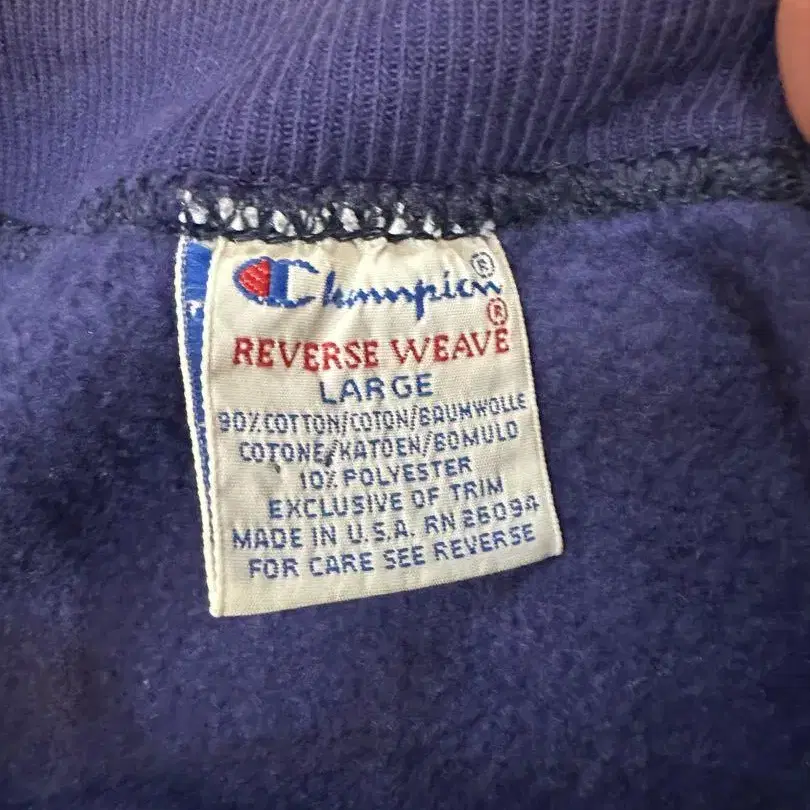 Champion®
REVERSE WEAVE®
LARGE
90% COTTON/COTON/BAUMWOLLE
COTONE/KATOEN/BOMULD
10% POLYESTER
EXCLUSIVE OF TRIM
MADE IN U.S.A. RN 26094
FOR CARE SEE REVERSE